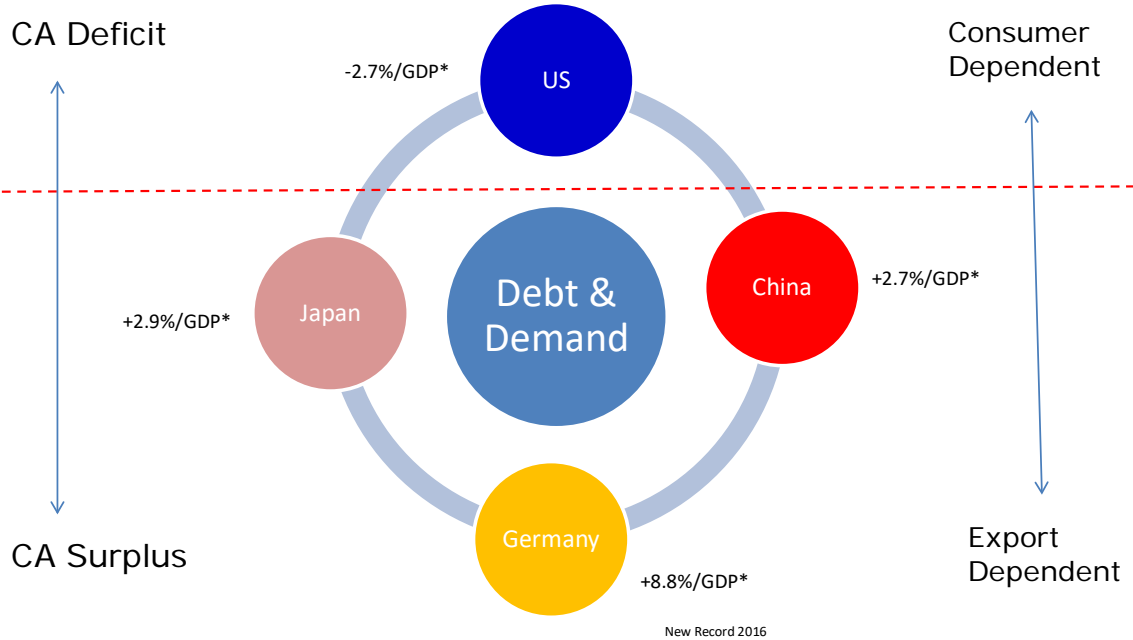 CA Deficit
Consumer
Dependent
-2.7%/GDP*
US
Debt &
Demand
China
+2.7%/GDP*
Japan
+2.9%/GDP*
Germany
CA Surplus
Export
Dependent
+8.8%/GDP*
New Record 2016